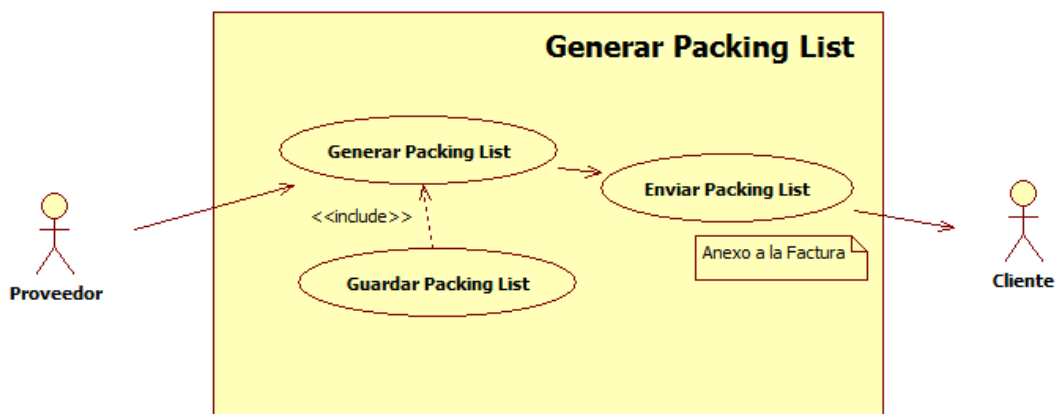 Generar Packing List
Generar Packing List
Enviar Packing List
<<include>>
Anexo a la Factura
Guardar Packing List
Proveedor
Cliente